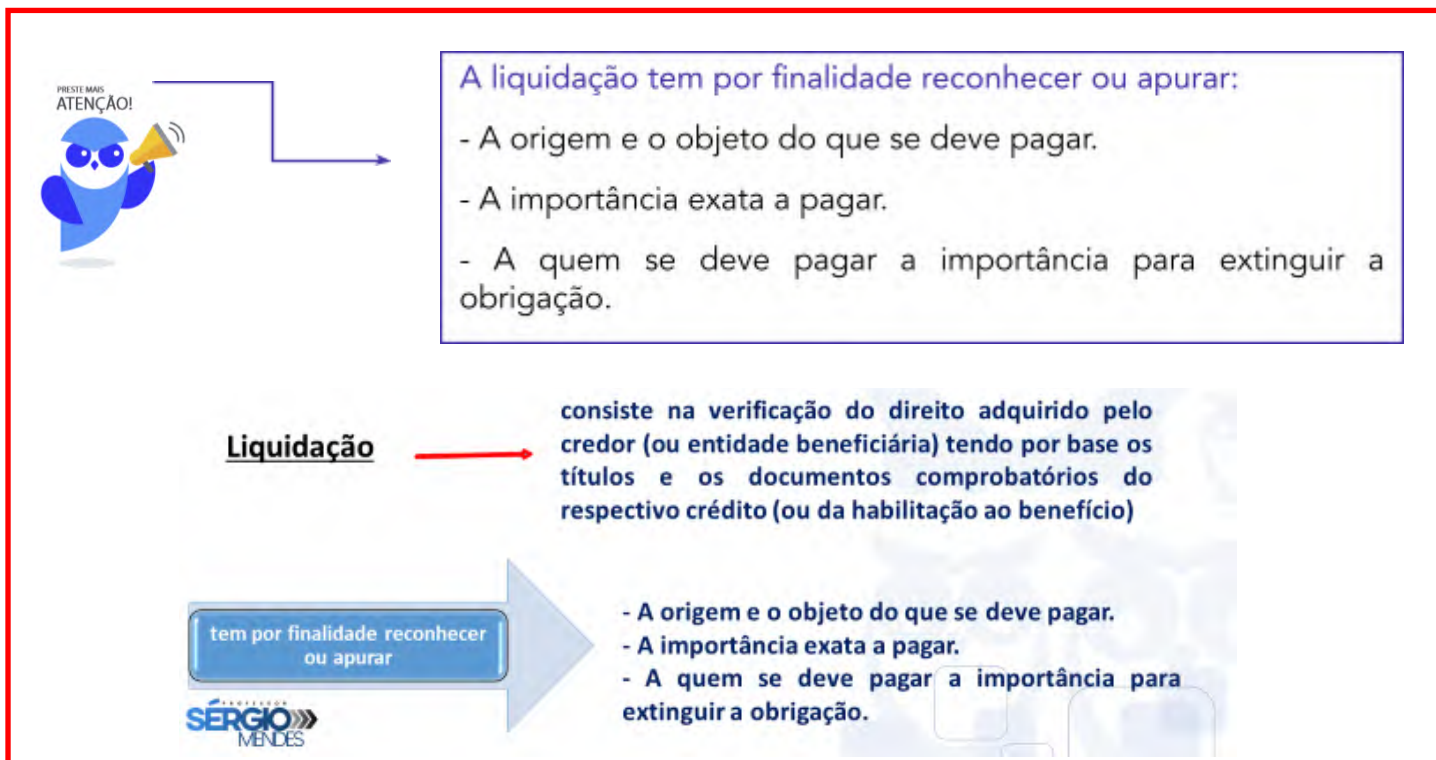 PRESTE MAIS
ATENÇÃO!
A liquidação tem por finalidade reconhecer ou apurar:
- A origem e o objeto do que se deve pagar.
- A importância exata a pagar.
- A quem se deve pagar a importância para extinguir a
obrigação.
Liquidação
consiste na verificação do direito adquirido pelo
credor (ou entidade beneficiária) tendo por base os
títulos e os documentos comprobatórios do
respectivo crédito (ou da habilitação ao benefício)
tem por finalidade reconhecer
ou apurar
- A origem e o objeto do que se deve pagar.
- A importância exata a pagar.
- A quem se deve pagar a importância para
extinguir a obrigação.
PROFESSOR
SÉRGIO
MENDES